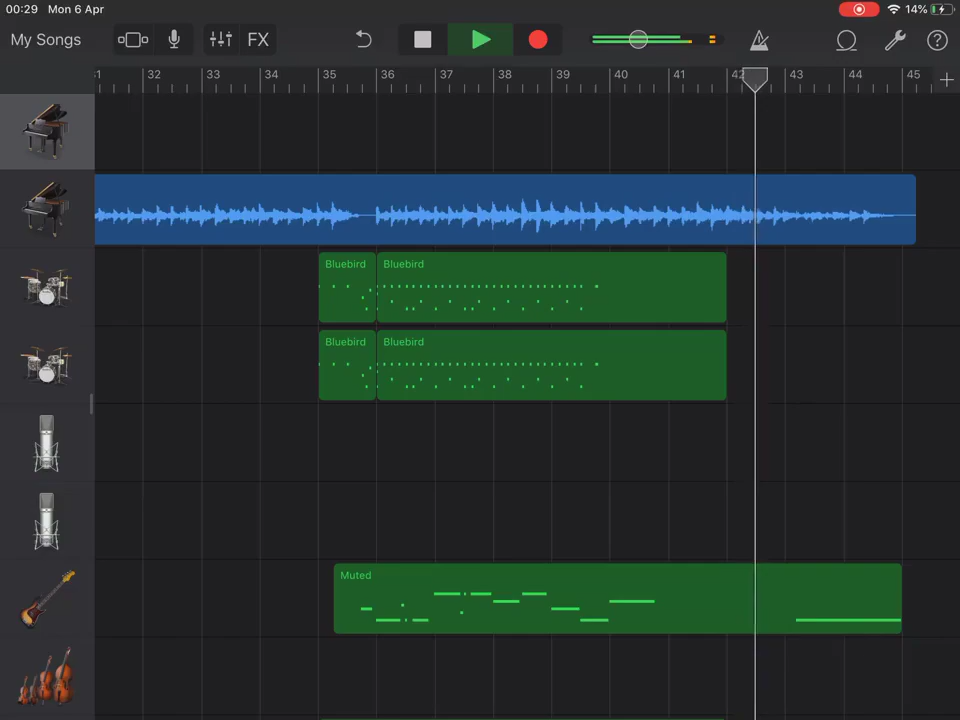 00:29 Mon 6 Apr 14%
My Songs FX
31 32 33 34 35 36 37 38 39 40 41 42 43 44 45
Bluebird Bluebird
Bluebird Bluebird
Muted